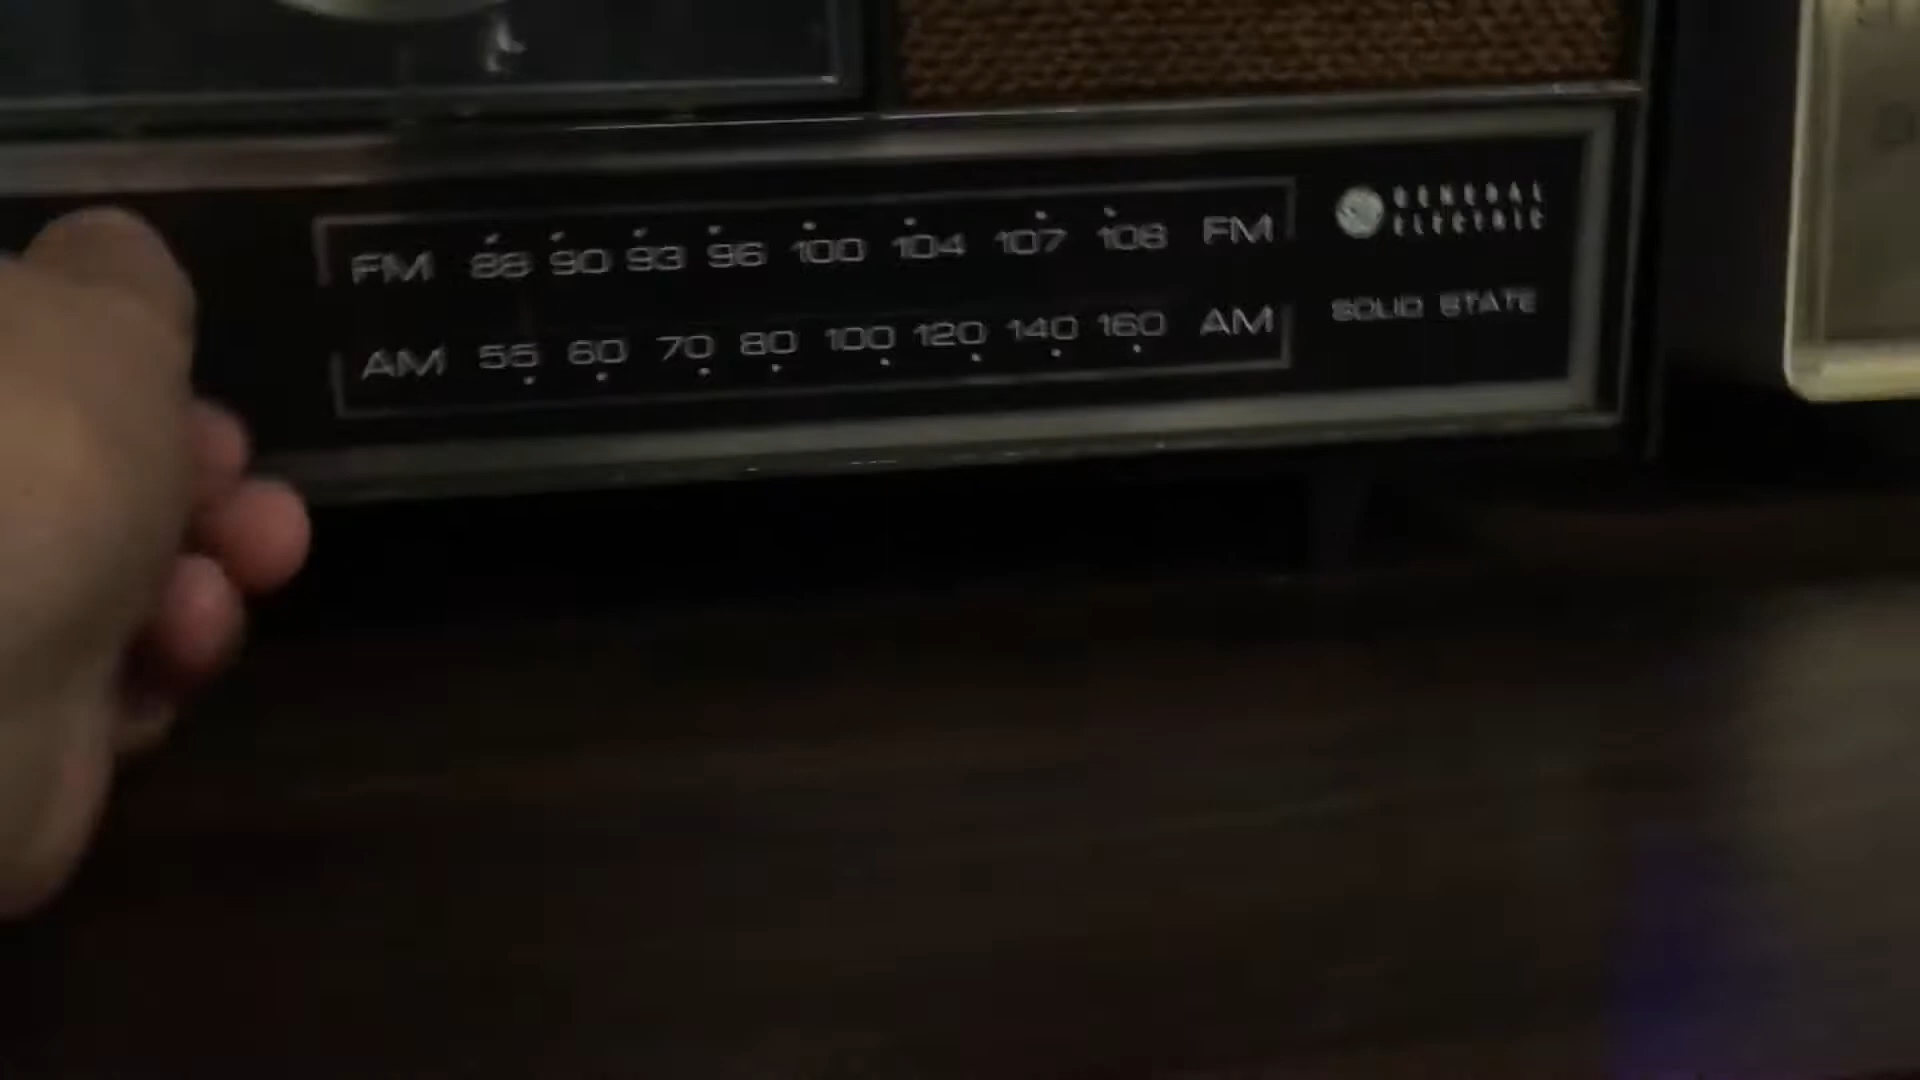 FM 88 90 93 96 100 104 107 108 FM
AM 55 60 70 80 100 120 140 160 AM
GENERAL
ELECTRIC
SOLID STATE